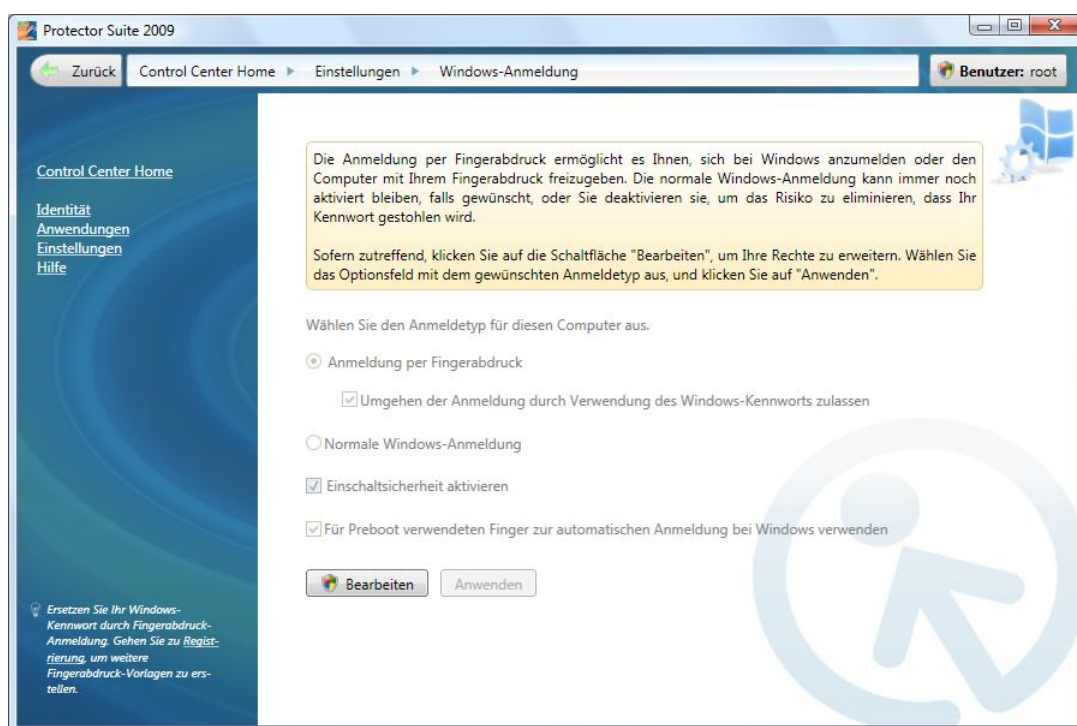 Protector Suite 2009
Zurück Control Center Home Einstellungen Windows-Anmeldung Benutzer: root
Control Center Home
Identität
Anwendungen
Einstellungen
Hilfe
Die Anmeldung per Fingerabdruck ermöglicht es Ihnen, sich bei Windows anzumelden oder den
Computer mit Ihrem Fingerabdruck freizugeben. Die normale Windows-Anmeldung kann immer noch
aktiviert bleiben, falls gewünscht, oder Sie deaktivieren sie, um das Risiko zu eliminieren, dass Ihr
Kennwort gestohlen wird.
Sofern zutreffend, klicken Sie auf die Schaltfläche "Bearbeiten", um Ihre Rechte zu erweitern. Wählen Sie
das Optionsfeld mit dem gewünschten Anmeldetyp aus, und klicken Sie auf "Anwenden".
Wählen Sie den Anmeldetyp für diesen Computer aus.
Anmeldung per Fingerabdruck
Umgehen der Anmeldung durch Verwendung des Windows-Kennworts zulassen
Normale Windows-Anmeldung
Einschaltsicherheit aktivieren
Für Preboot verwendeten Finger zur automatischen Anmeldung bei Windows verwenden
Bearbeiten Anwenden
Ersetzen Sie Ihr Windows-
Kennwort durch Fingerabdruck-
Anmeldung. Gehen Sie zu Regist-
rierung, um weitere
Fingerabdruck-Vorlagen zu ers-
tellen.